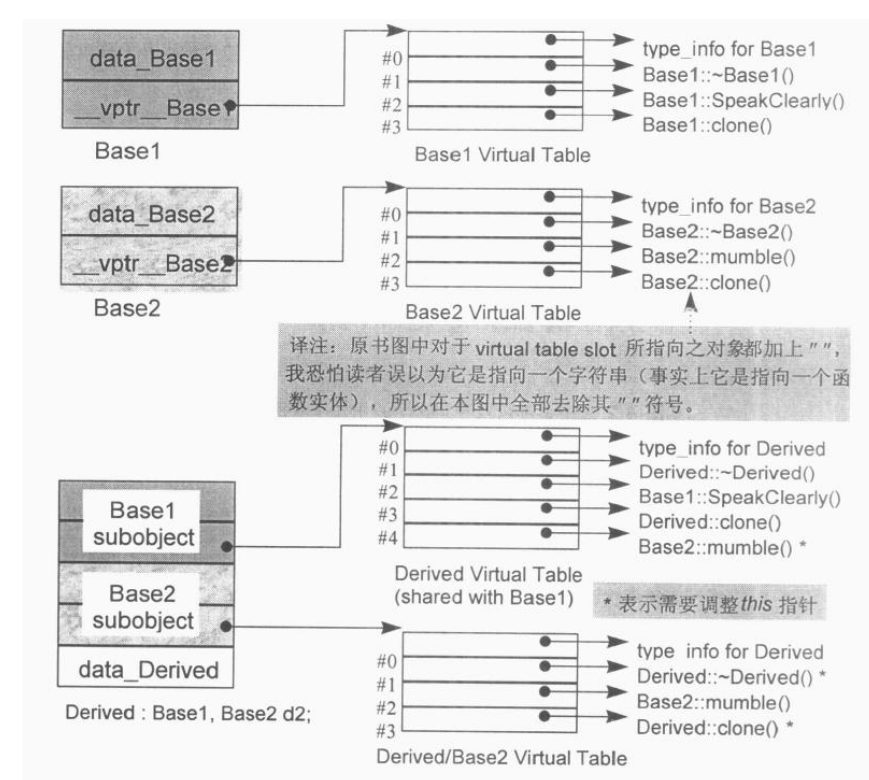 data_Base1
__vptr__Base1
Base1
#0
#1
#2
#3
Base1 Virtual Table
type_info for Base1
Base1::~Base1()
Base1::SpeakClearly()
Base1::clone()
data_Base2
__vptr__Base2
Base2
#0
#1
#2
#3
Base2 Virtual Table
type_info for Base2
Base2::~Base2()
Base2::mumble()
Base2::clone()
译注：原书图中对于 virtual table slot 所指向之对象都加上 " "，
我恐怕读者误以为它是指向一个字符串（事实上它是指向一个函
数实体），所以在本图中全部去除其 " " 符号。
Base1
subobject
Base2
subobject
data_Derived
Derived : Base1, Base2 d2;
#0
#1
#2
#3
#4
Derived Virtual Table
(shared with Base1)
type_info for Derived
Derived::~Derived()
Base1::SpeakClearly()
Derived::clone()
Base2::mumble() *
* 表示需要调整this 指针
#0
#1
#2
#3
Derived/Base2 Virtual Table
type info for Derived
Derived::~Derived() *
Base2::mumble()
Derived::clone() *